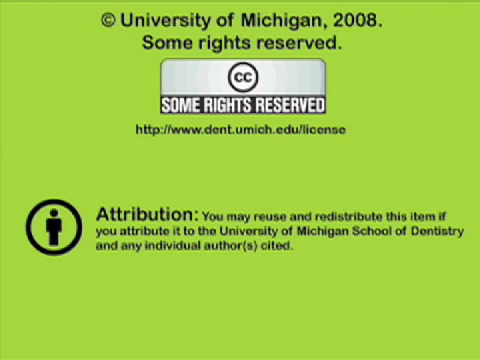 © University of Michigan, 2008.
Some rights reserved.
cc
SOME RIGHTS RESERVED
http://www.dent.umich.edu/license
Attribution: You may reuse and redistribute this item if
you attribute it to the University of Michigan School of Dentistry
and any individual author(s) cited.